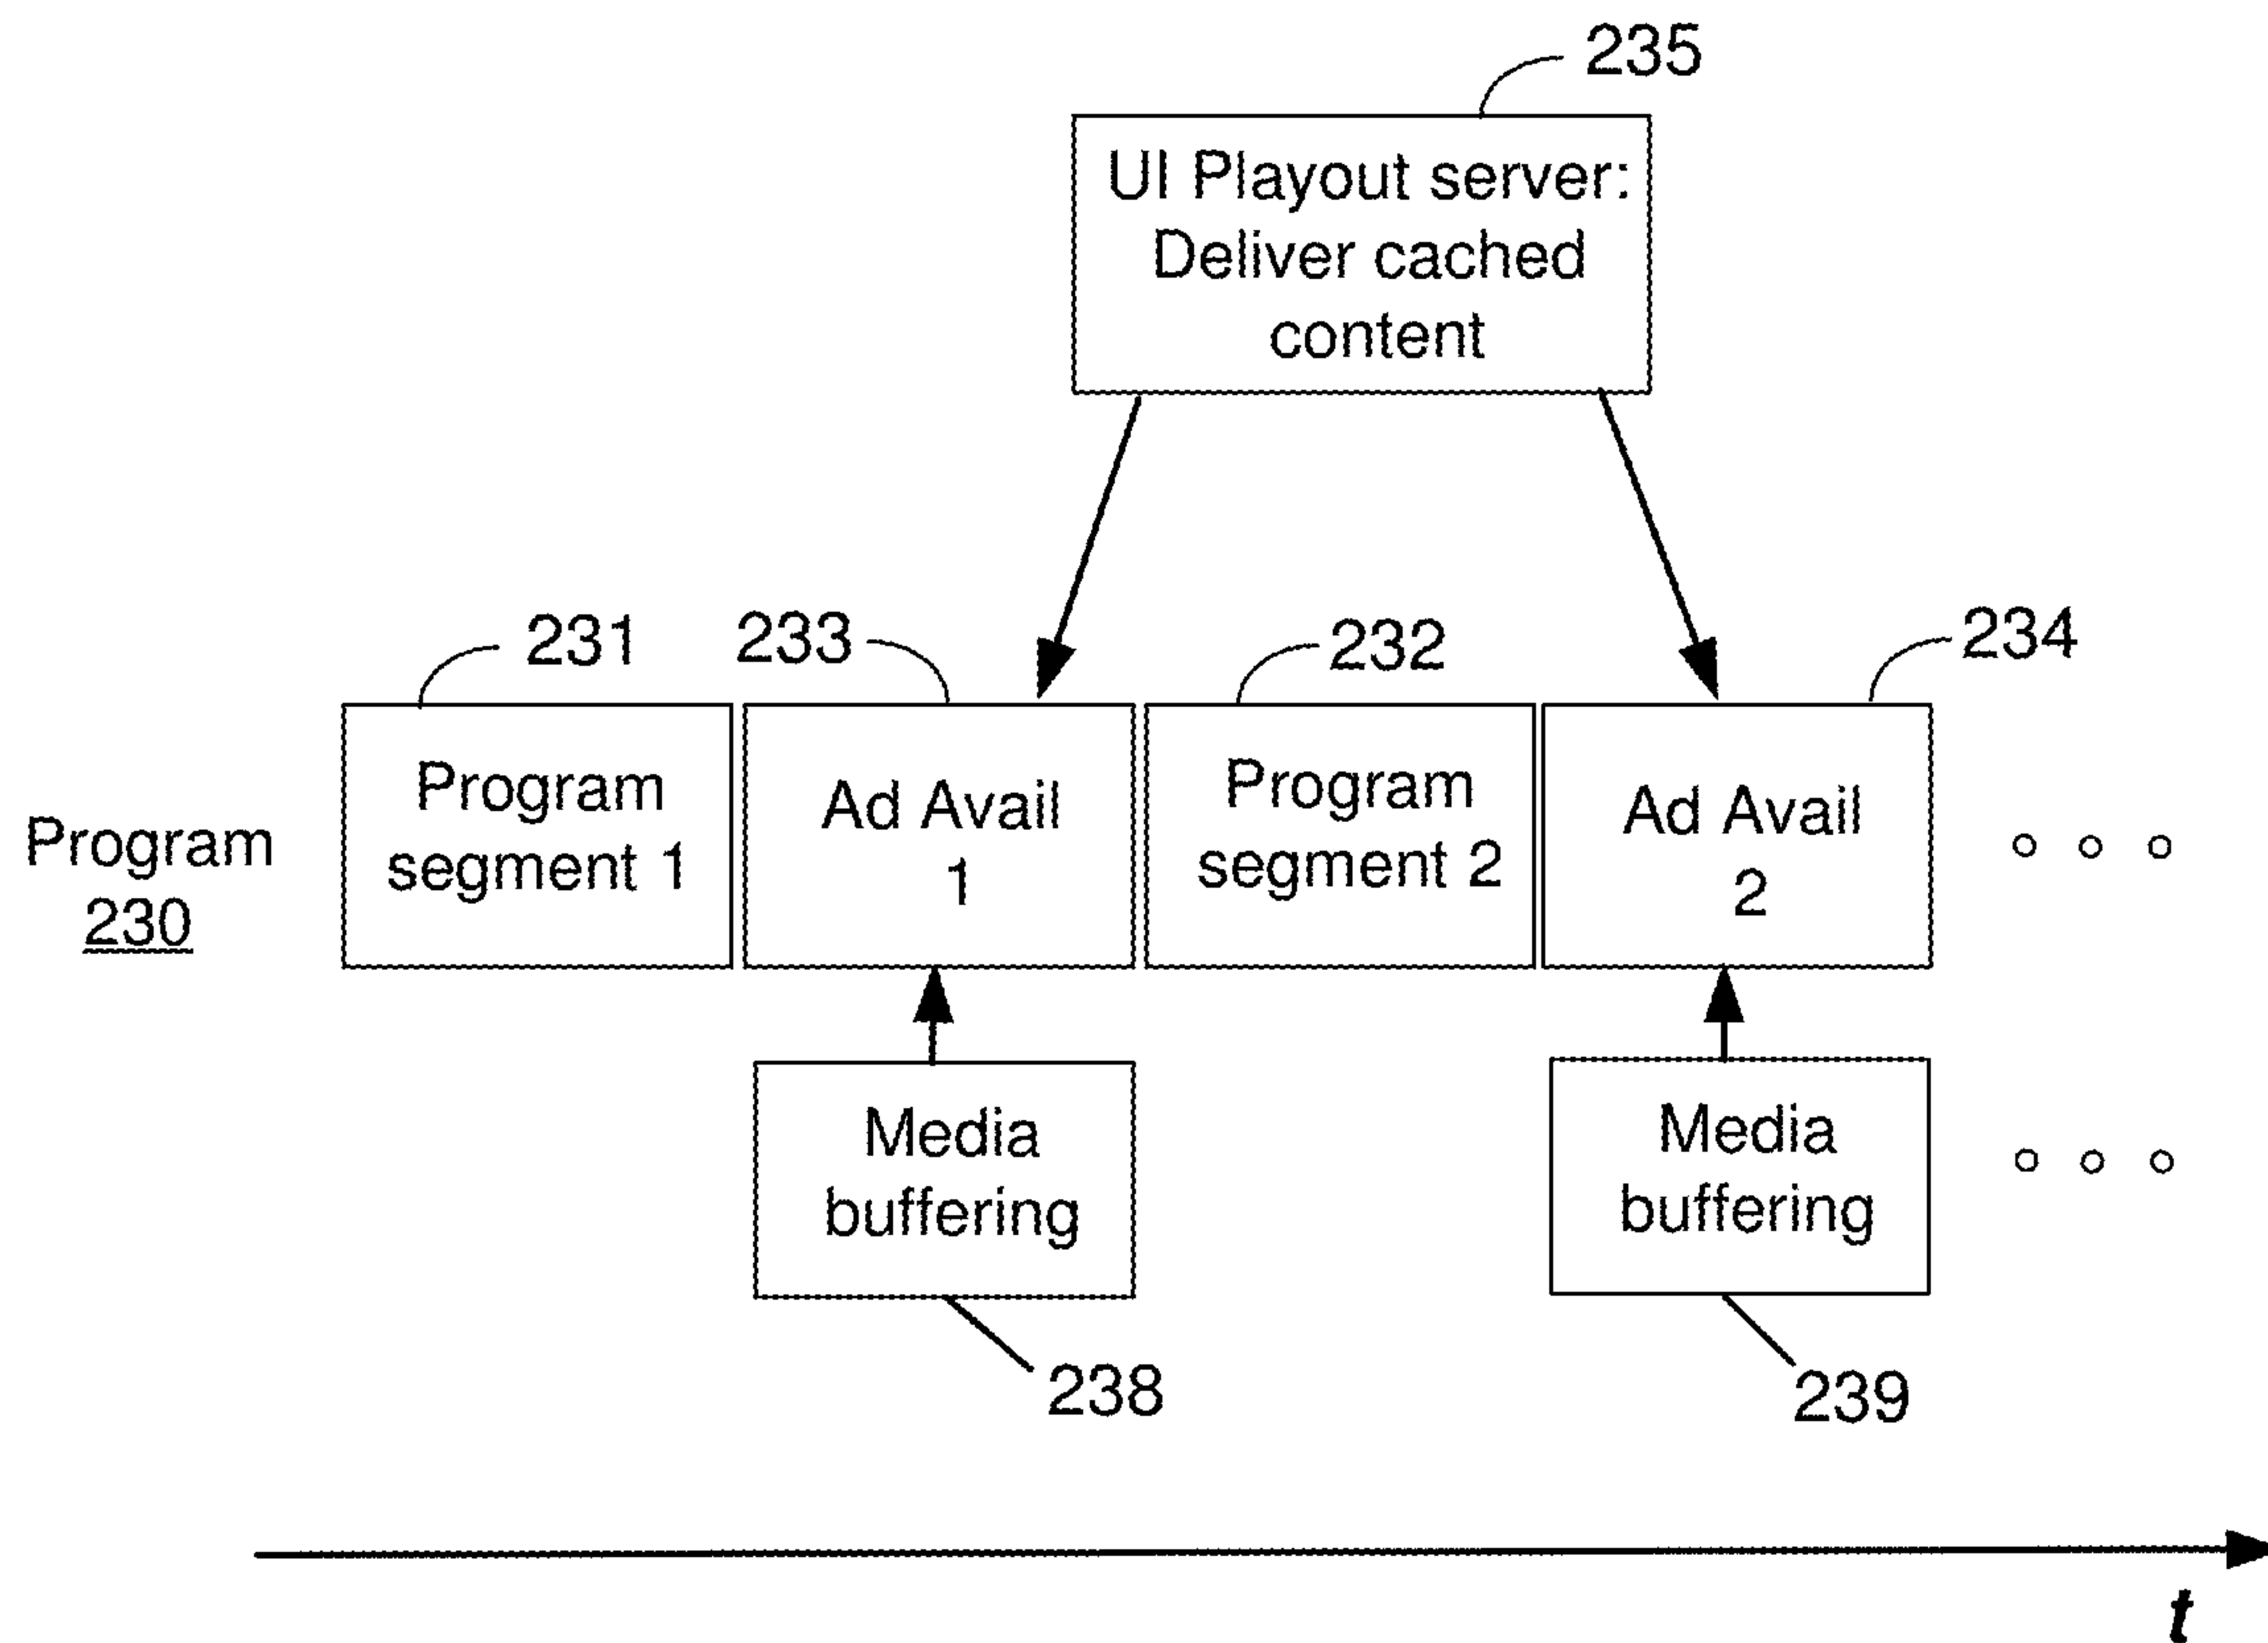 235
UI Playout server:
Deliver cached
content
231
233
232
234
Program
230
Program
segment 1
Ad Avail
1
Program
segment 2
Ad Avail
2
Media
buffering
Media
buffering
238
239
t